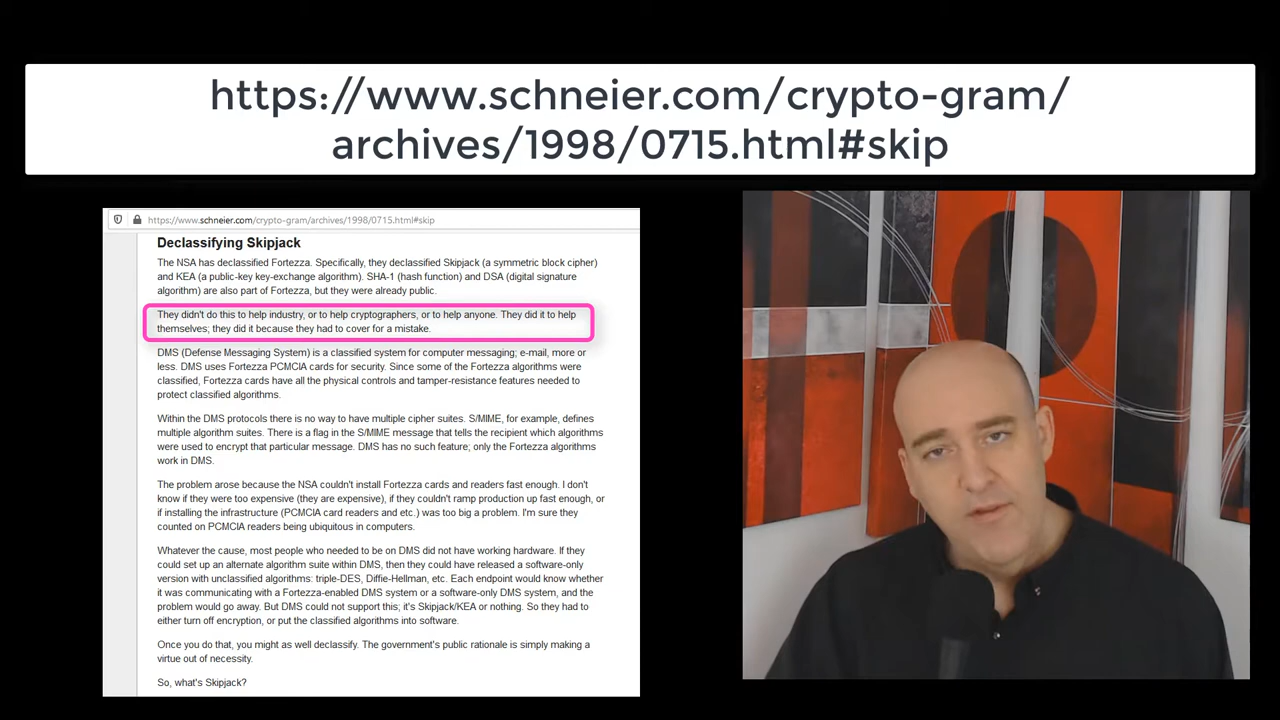 https://www.schneier.com/crypto-gram/
archives/1998/0715.html#skip
https://www.schneier.com/crypto-gram/archives/1998/0715.html#skip
Declassifying Skipjack
The NSA has declassified Fortezza. Specifically, they declassified Skipjack (a symmetric block cipher)
and KEA (a public-key key-exchange algorithm). SHA-1 (hash function) and DSA (digital signature
algorithm) are also part of Fortezza, but they were already public.
They didn't do this to help industry, or to help cryptographers, or to help anyone. They did it to help
themselves; they did it because they had to cover for a mistake.
DMS (Defense Messaging System) is a classified system for computer messaging; e-mail, more or
less. DMS uses Fortezza PCMCIA cards for security. Since some of the Fortezza algorithms were
classified, Fortezza cards have all the physical controls and tamper-resistance features needed to
protect classified algorithms.
Within the DMS protocols there is no way to have multiple cipher suites. S/MIME, for example, defines
multiple algorithm suites. There is a flag in the S/MIME message that tells the recipient which algorithms
were used to encrypt that particular message. DMS has no such feature; only the Fortezza algorithms
work in DMS.
The problem arose because the NSA couldn't install Fortezza cards and readers fast enough. I don't
know if they were too expensive (they are expensive), if they couldn't ramp production up fast enough, or
if installing the infrastructure (PCMCIA card readers and etc.) was too big a problem. I'm sure they
counted on PCMCIA readers being ubiquitous in computers.
Whatever the cause, most people who needed to be on DMS did not have working hardware. If they
could set up an alternate algorithm suite within DMS, then they could have released a software-only
version with unclassified algorithms: triple-DES, Diffie-Hellman, etc. Each endpoint would know whether
it was communicating with a Fortezza-enabled DMS system or a software-only DMS system, and the
problem would go away. But DMS could not support this; it's Skipjack/KEA or nothing. So they had to
either turn off encryption, or put the classified algorithms into software.
Once you do that, you might as well declassify. The government's public rationale is simply making a
virtue out of necessity.
So, what's Skipjack?